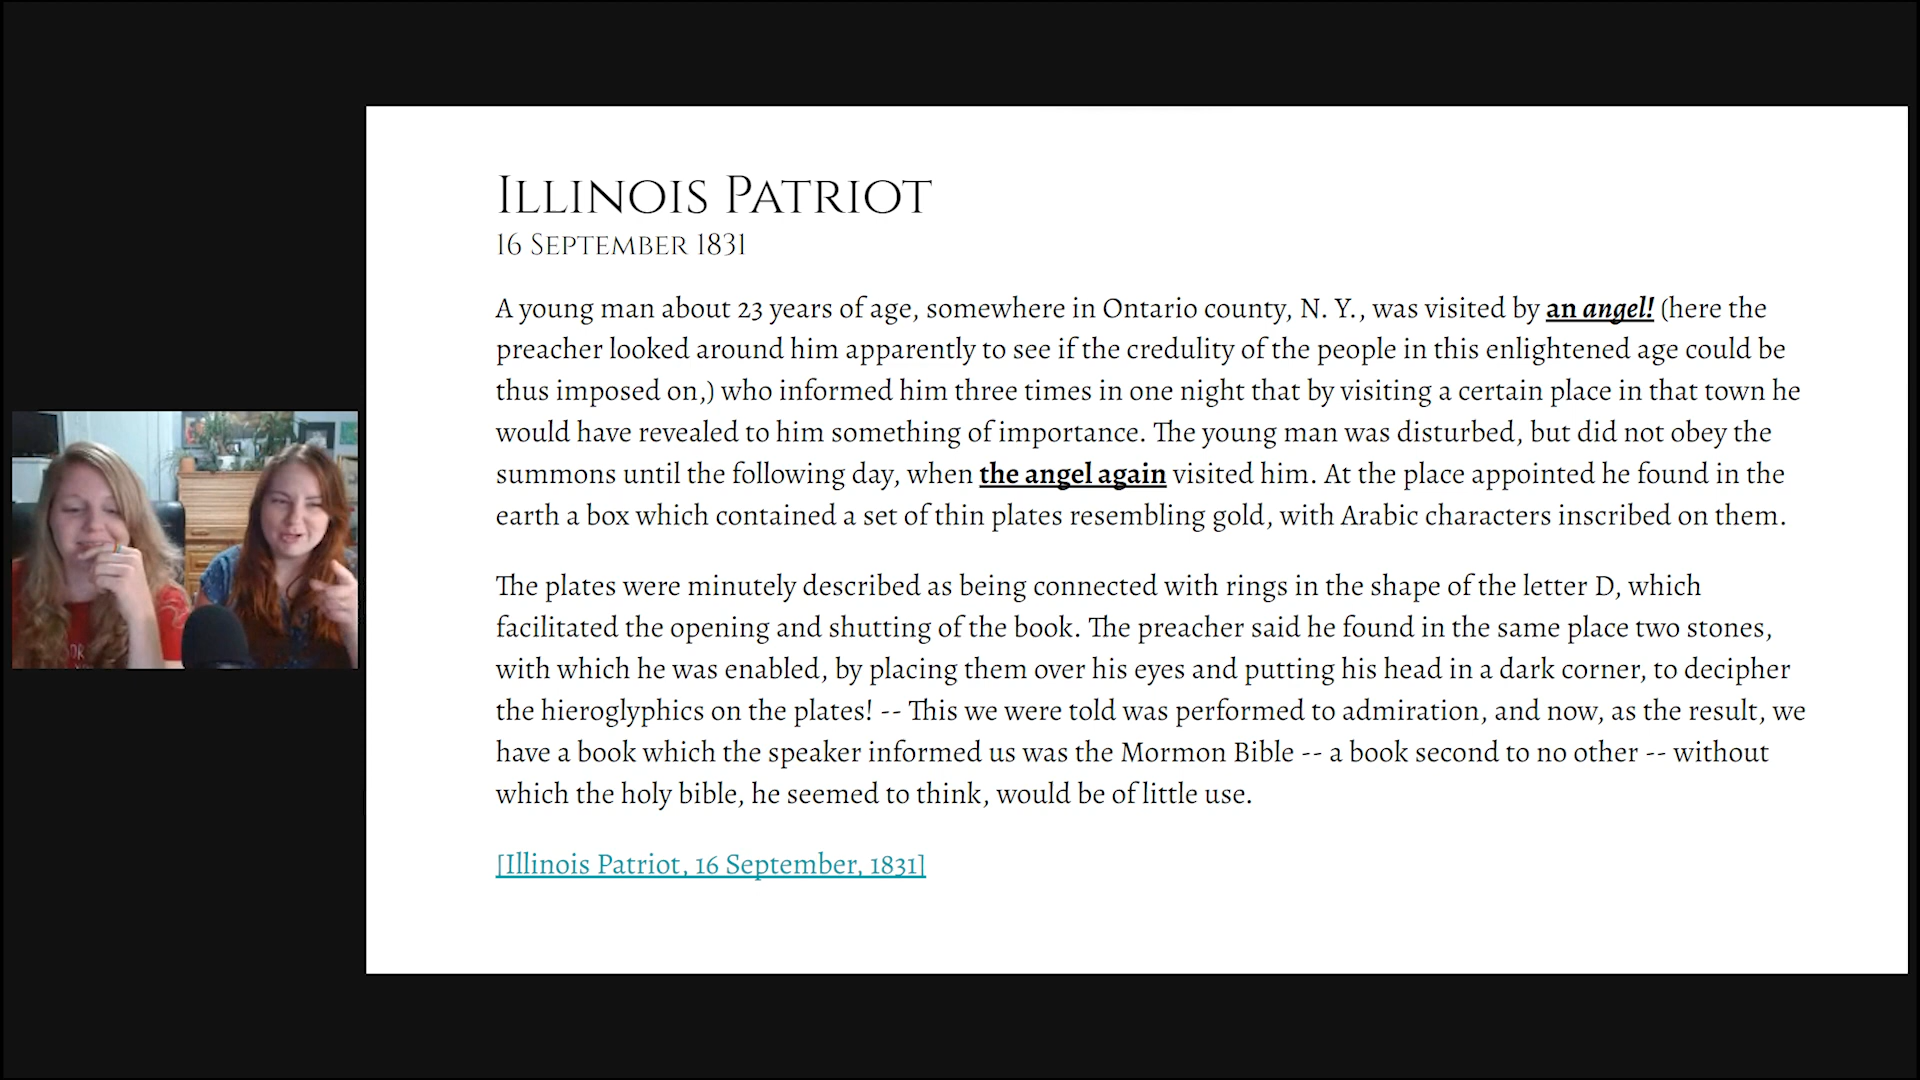 Illinois Patriot
16 September 1831
A young man about 23 years of age, somewhere in Ontario county, N. Y., was visited by an angel! (here the
preacher looked around him apparently to see if the credulity of the people in this enlightened age could be
thus imposed on,) who informed him three times in one night that by visiting a certain place in that town he
would have revealed to him something of importance. The young man was disturbed, but did not obey the
summons until the following day, when the angel again visited him. At the place appointed he found in the
earth a box which contained a set of thin plates resembling gold, with Arabic characters inscribed on them.
The plates were minutely described as being connected with rings in the shape of the letter D, which
facilitated the opening and shutting of the book. The preacher said he found in the same place two stones,
with which he was enabled, by placing them over his eyes and putting his head in a dark corner, to decipher
the hieroglyphics on the plates! -- This we were told was performed to admiration, and now, as the result, we
have a book which the speaker informed us was the Mormon Bible -- a book second to no other -- without
which the holy bible, he seemed to think, would be of little use.
[Illinois Patriot, 16 September, 1831]